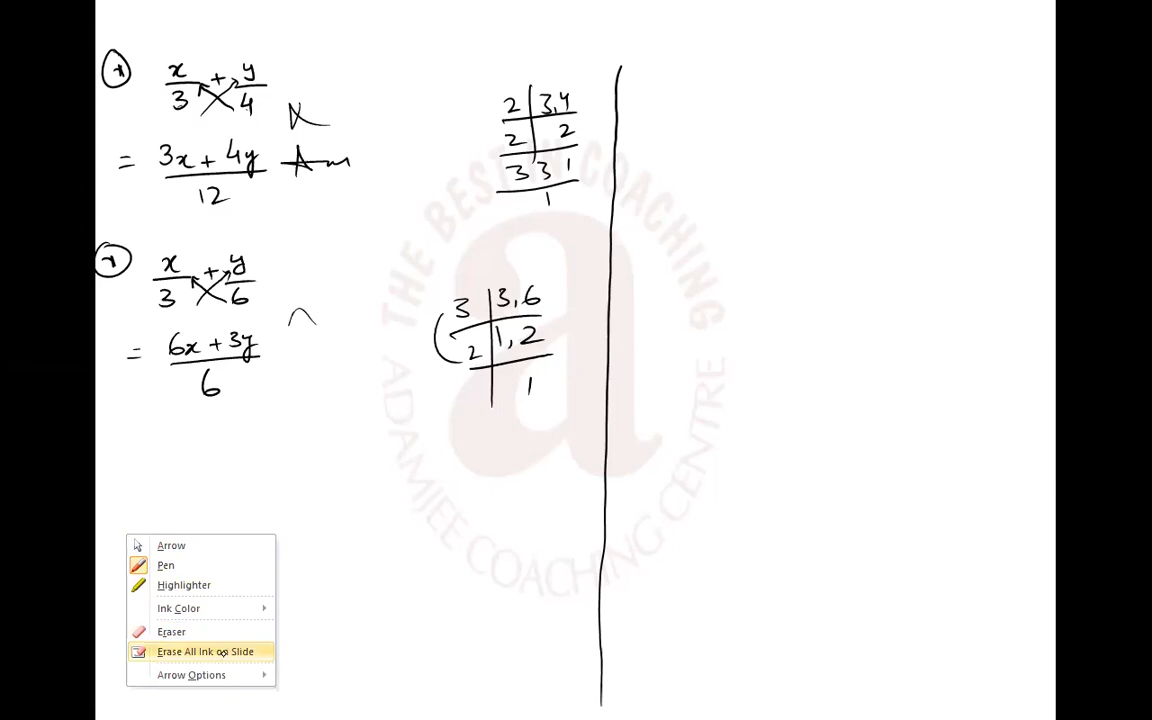 x/3 + y/4
= 3x + 4y / 12 Ans
x/3 + y/6
= 6x + 3y / 6
2 | 3,4
2 | 2
3 | 3 1
1
3 | 3,6
2 | 1,2
1
THE BEST IN COACHING
a
ADAMJEE COACHING CENTRE
Arrow
Pen
Highlighter
Ink Color
Eraser
Erase All Ink on Slide
Arrow Options